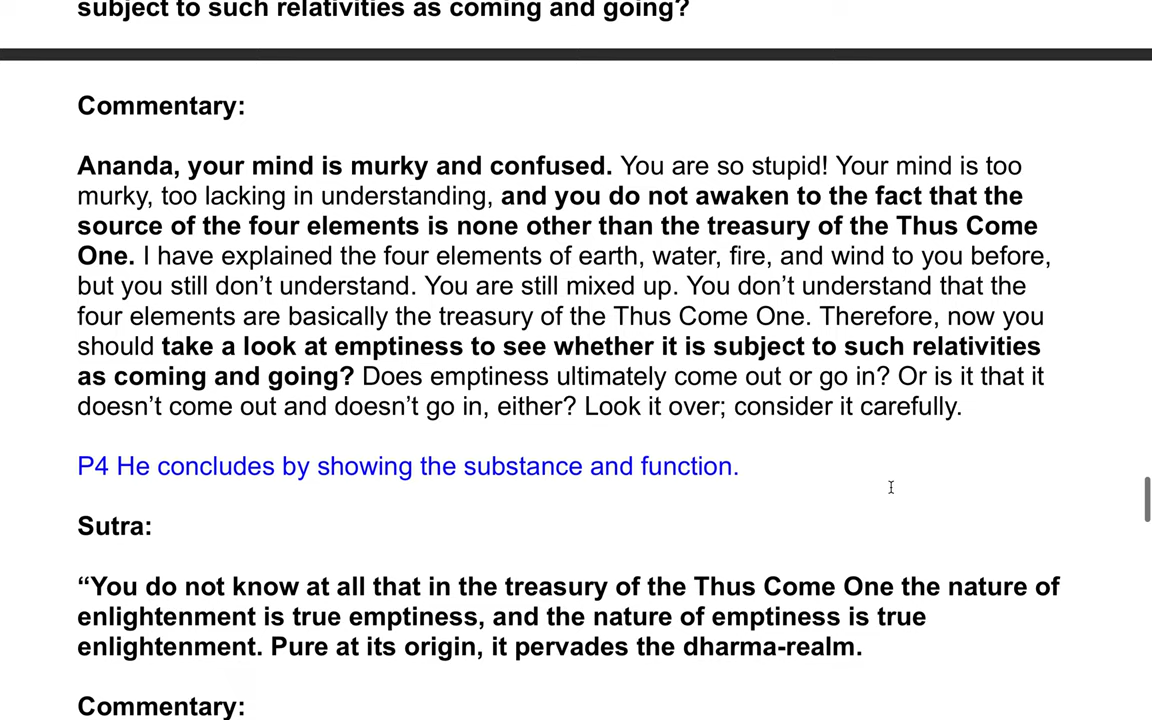 subject to such relativities as coming and going?
Commentary:
Ananda, your mind is murky and confused. You are so stupid! Your mind is too
murky, too lacking in understanding, and you do not awaken to the fact that the
source of the four elements is none other than the treasury of the Thus Come
One. I have explained the four elements of earth, water, fire, and wind to you before,
but you still don’t understand. You are still mixed up. You don’t understand that the
four elements are basically the treasury of the Thus Come One. Therefore, now you
should take a look at emptiness to see whether it is subject to such relativities
as coming and going? Does emptiness ultimately come out or go in? Or is it that it
doesn’t come out and doesn’t go in, either? Look it over; consider it carefully.
P4 He concludes by showing the substance and function.
Sutra:
“You do not know at all that in the treasury of the Thus Come One the nature of
enlightenment is true emptiness, and the nature of emptiness is true
enlightenment. Pure at its origin, it pervades the dharma-realm.
Commentary: